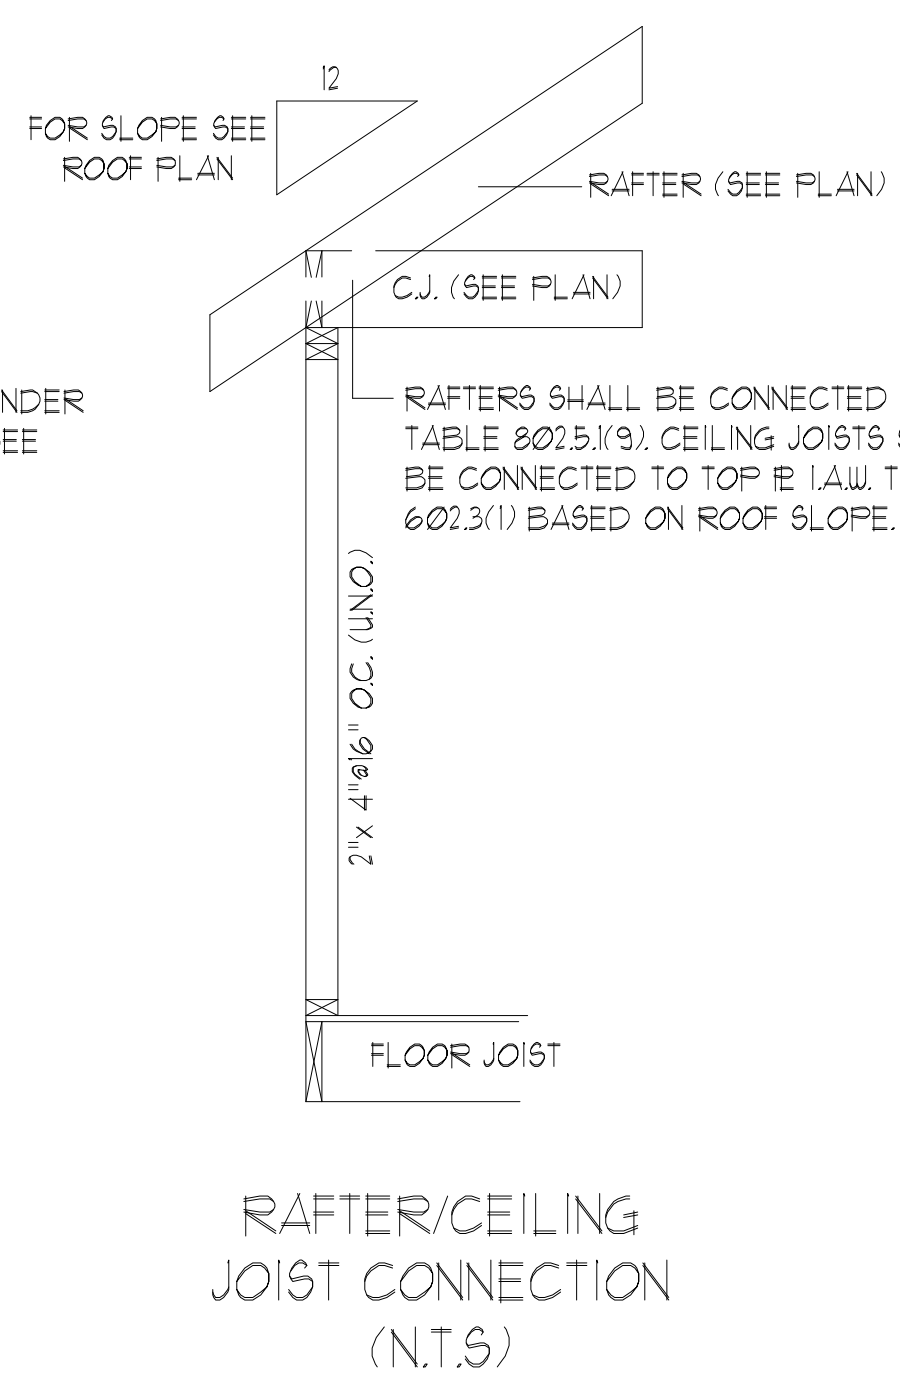 12
FOR SLOPE SEE
ROOF PLAN
RAFTER (SEE PLAN)
C.J. (SEE PLAN)
NDER
EE
RAFTERS SHALL BE CONNECTED
TABLE 802.5.1(9). CEILING JOISTS
BE CONNECTED TO TOP PL I.A.W. T
602.3(1) BASED ON ROOF SLOPE.
2"x 4"@16" O.C. (U.N.O.)
FLOOR JOIST
RAFTER/CEILING
JOIST CONNECTION
(N.T.S)